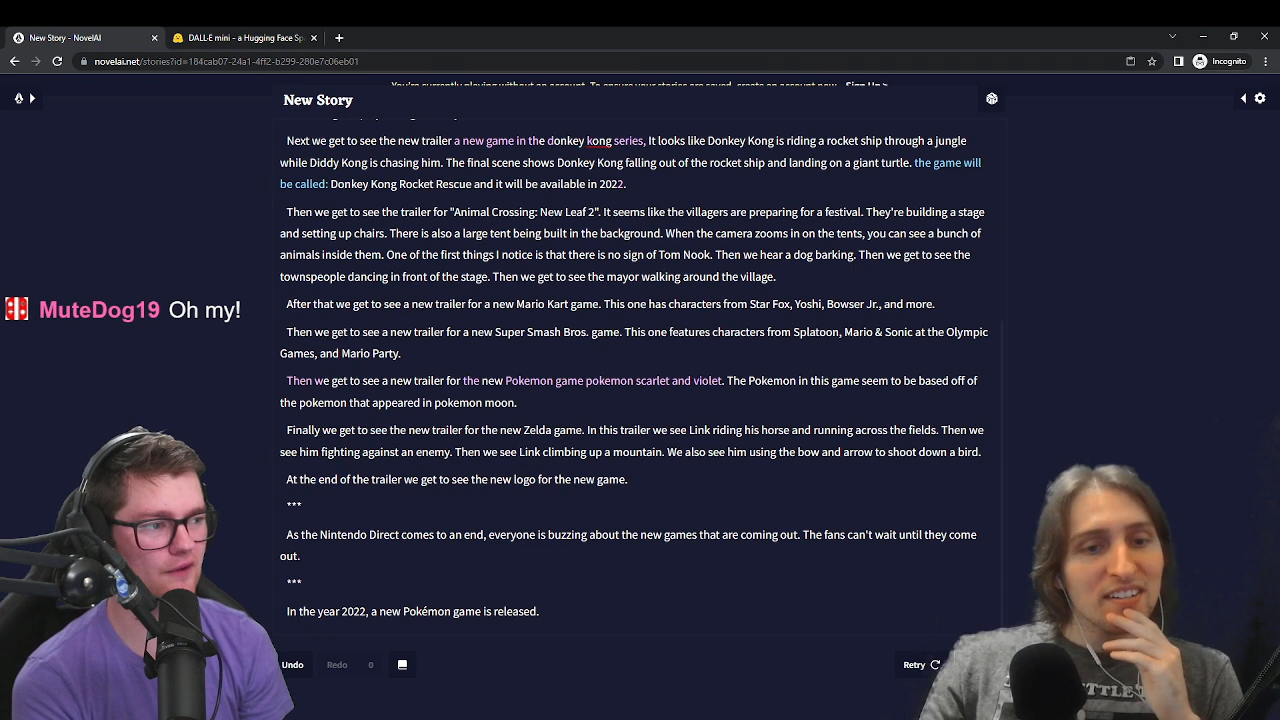 New Story - NovelAI
DALL·E mini - a Hugging Face Sp
novelai.net/stories?id=184cab07-24a1-4ff2-b299-280e7c06eb01
Incognito
You're currently playing without an account. To ensure your stories are saved, create an account now. Sign Up >
New Story
Next we get to see the new trailer a new game in the donkey kong series, It looks like Donkey Kong is riding a rocket ship through a jungle
while Diddy Kong is chasing him. The final scene shows Donkey Kong falling out of the rocket ship and landing on a giant turtle. the game will
be called: Donkey Kong Rocket Rescue and it will be available in 2022.
Then we get to see the trailer for "Animal Crossing: New Leaf 2". It seems like the villagers are preparing for a festival. They're building a stage
and setting up chairs. There is also a large tent being built in the background. When the camera zooms in on the tents, you can see a bunch of
animals inside them. One of the first things I notice is that there is no sign of Tom Nook. Then we hear a dog barking. Then we get to see the
townspeople dancing in front of the stage. Then we get to see the mayor walking around the village.
MuteDog19 Oh my!
After that we get to see a new trailer for a new Mario Kart game. This one has characters from Star Fox, Yoshi, Bowser Jr., and more.
Then we get to see a new trailer for a new Super Smash Bros. game. This one features characters from Splatoon, Mario & Sonic at the Olympic
Games, and Mario Party.
Then we get to see a new trailer for the new Pokemon game pokemon scarlet and violet. The Pokemon in this game seem to be based off of
the pokemon that appeared in pokemon moon.
Finally we get to see the new trailer for the new Zelda game. In this trailer we see Link riding his horse and running across the fields. Then we
see him fighting against an enemy. Then we see Link climbing up a mountain. We also see him using the bow and arrow to shoot down a bird.
At the end of the trailer we get to see the new logo for the new game.
***
As the Nintendo Direct comes to an end, everyone is buzzing about the new games that are coming out. The fans can't wait until they come
out.
***
In the year 2022, a new Pokémon game is released.
Undo
Redo
0
Retry